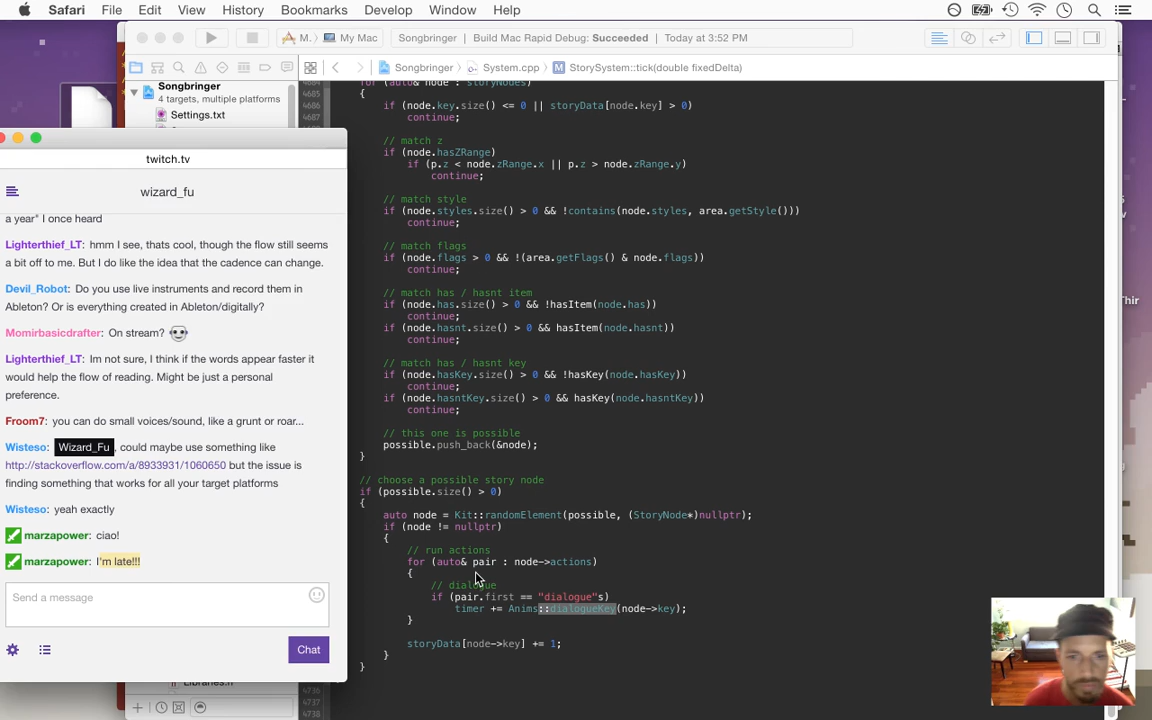 Safari File Edit View History Bookmarks Develop Window Help
M. My Mac
Songbringer | Build Mac Rapid Debug: Succeeded | Today at 3:52 PM
Songbringer System.cpp M StorySystem::tick(double fixedDelta)
Songbringer
4 targets, multiple platforms
Settings.txt
twitch.tv
wizard_fu
a year" I once heard
Lighterthief_LT: hmm I see, thats cool, though the flow still seems
a bit off to me. But I do like the idea that the cadence can change.
Devil_Robot: Do you use live instruments and record them in
Ableton? Or is everything created in Ableton/digitally?
Momirbasicdrafter: On stream?
Lighterthief_LT: Im not sure, I think if the words appear faster it
would help the flow of reading. Might be just a personal
preference.
Froom7: you can do small voices/sound, like a grunt or roar...
Wisteso: Wizard_Fu, could maybe use something like
http://stackoverflow.com/a/8933931/1060650 but the issue is
finding something that works for all your target platforms
Wisteso: yeah exactly
marzapower: ciao!
marzapower: I'm late!!!
Send a message
Chat
for (auto& node : storyNodes)
4685 {
4686 if (node.key.size() <= 0 || storyData[node.key] > 0)
continue;
// match z
if (node.hasZRange)
if (p.z < node.zRange.x || p.z > node.zRange.y)
continue;
// match style
if (node.styles.size() > 0 && !contains(node.styles, area.getStyle()))
continue;
// match flags
if (node.flags > 0 && !(area.getFlags() & node.flags))
continue;
// match has / hasnt item
if (node.has.size() > 0 && !hasItem(node.has))
continue;
if (node.hasnt.size() > 0 && hasItem(node.hasnt))
continue;
// match has / hasnt key
if (node.hasKey.size() > 0 && !hasKey(node.hasKey))
continue;
if (node.hasntKey.size() > 0 && hasKey(node.hasntKey))
continue;
// this one is possible
possible.push_back(&node);
}
// choose a possible story node
if (possible.size() > 0)
{
auto node = Kit::randomElement(possible, (StoryNode*)nullptr);
if (node != nullptr)
{
// run actions
for (auto& pair : node->actions)
{
// dialogue
if (pair.first == "dialogue"s)
timer += Anims::dialogueKey(node->key);
}
storyData[node->key] += 1;
}
}
4736
4737
4738
Thir